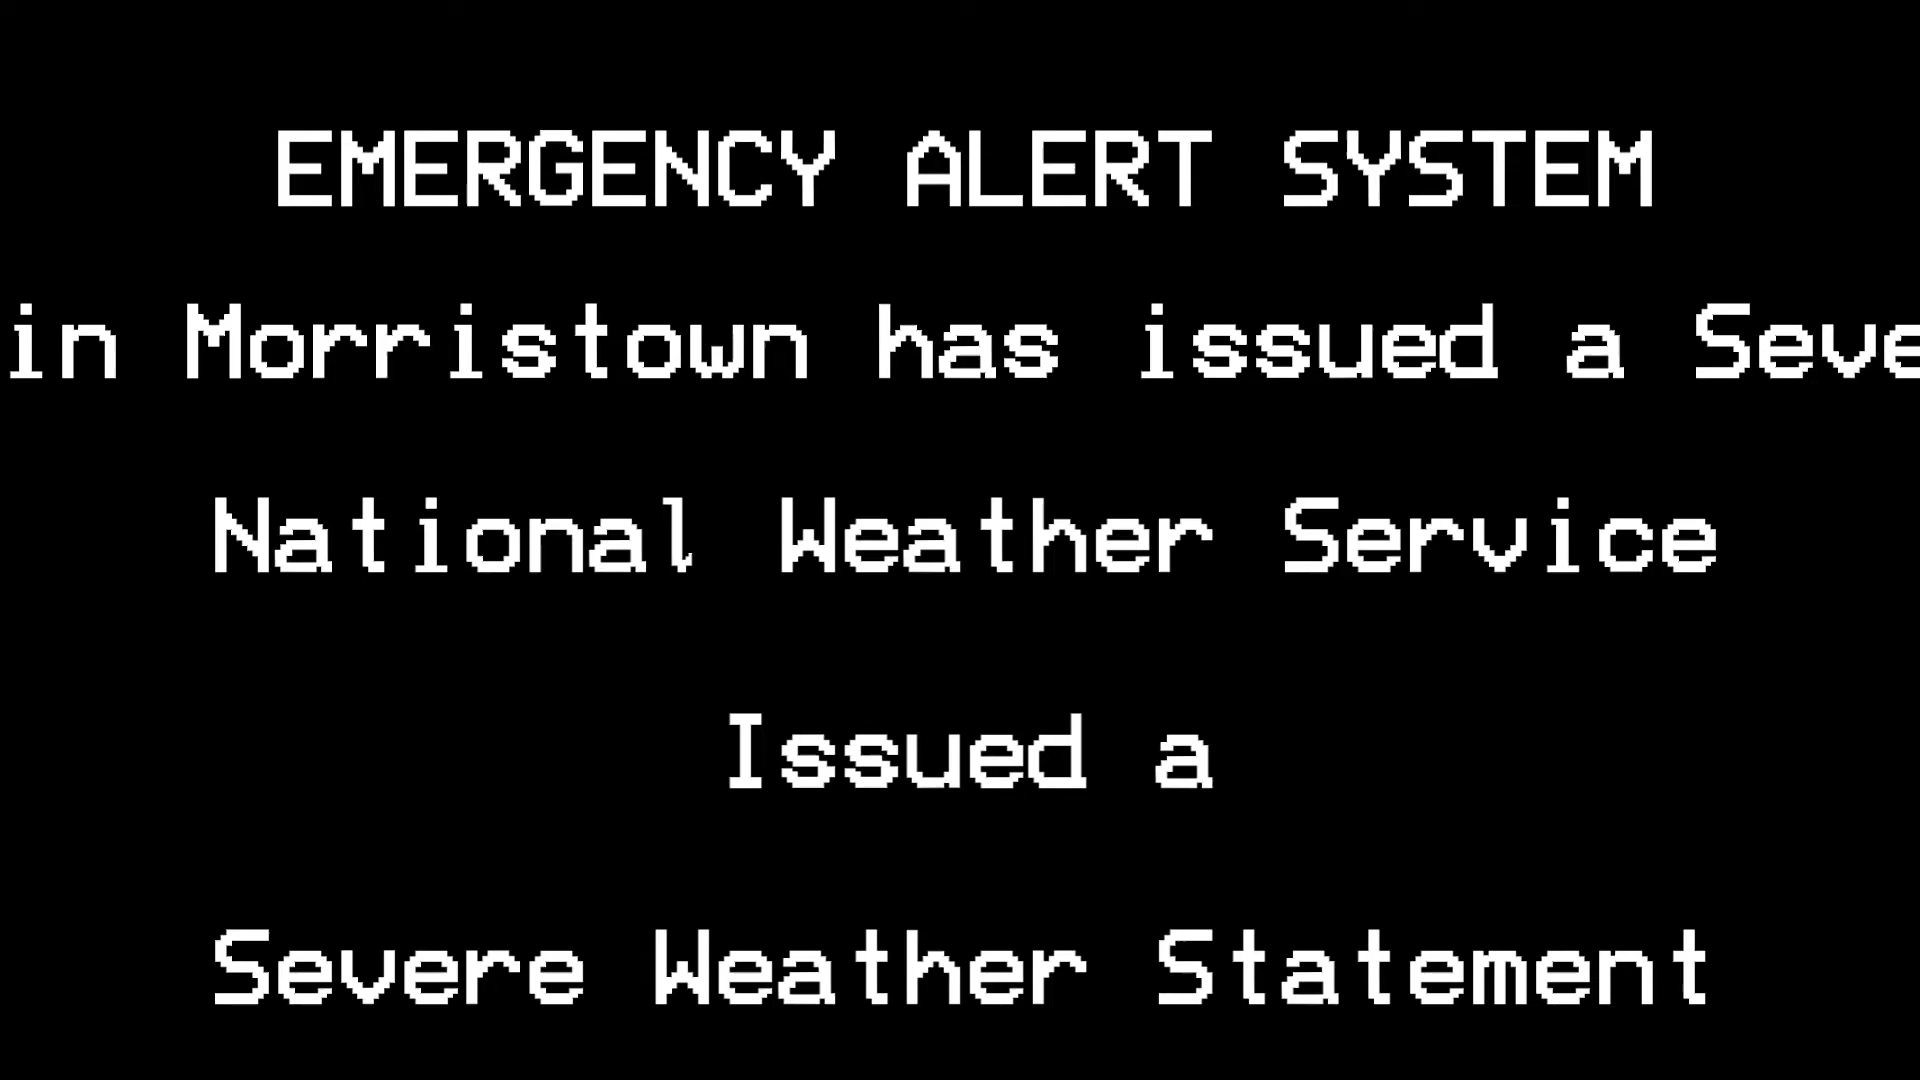 EMERGENCY ALERT SYSTEM
in Morristown has issued a Seve
National Weather Service
Issued a
Severe Weather Statement